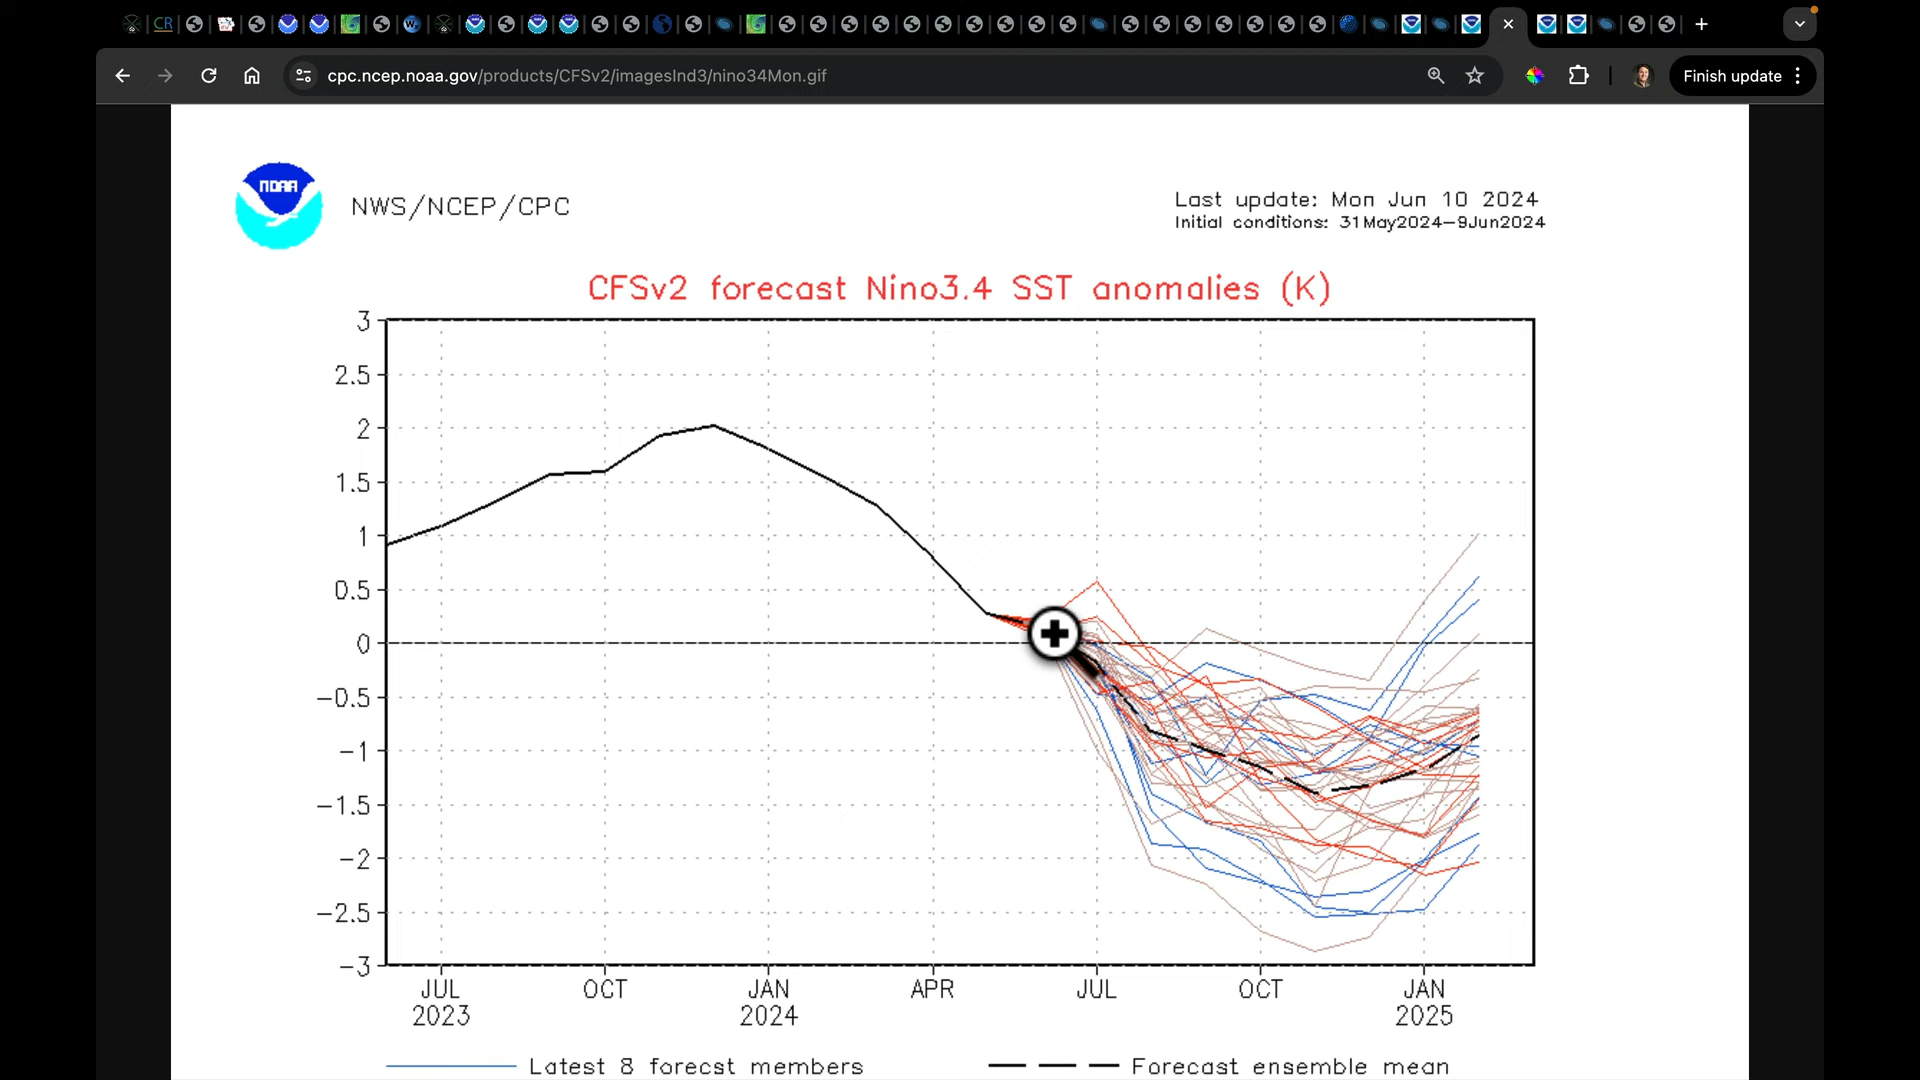 CR
W
cpc.ncep.noaa.gov/products/CFSv2/imagesInd3/nino34Mon.gif
Finish update
NOAA
NWS/NCEP/CPC
Last update: Mon Jun 10 2024
Initial conditions: 31May2024–9Jun2024
CFSv2 forecast Nino3.4 SST anomalies (K)
3
2.5
2
1.5
1
0.5
0
−0.5
−1
−1.5
−2
−2.5
−3
JUL OCT JAN APR JUL OCT JAN
2023 2024 2025
Latest 8 forecst members
Forecast ensemble mean